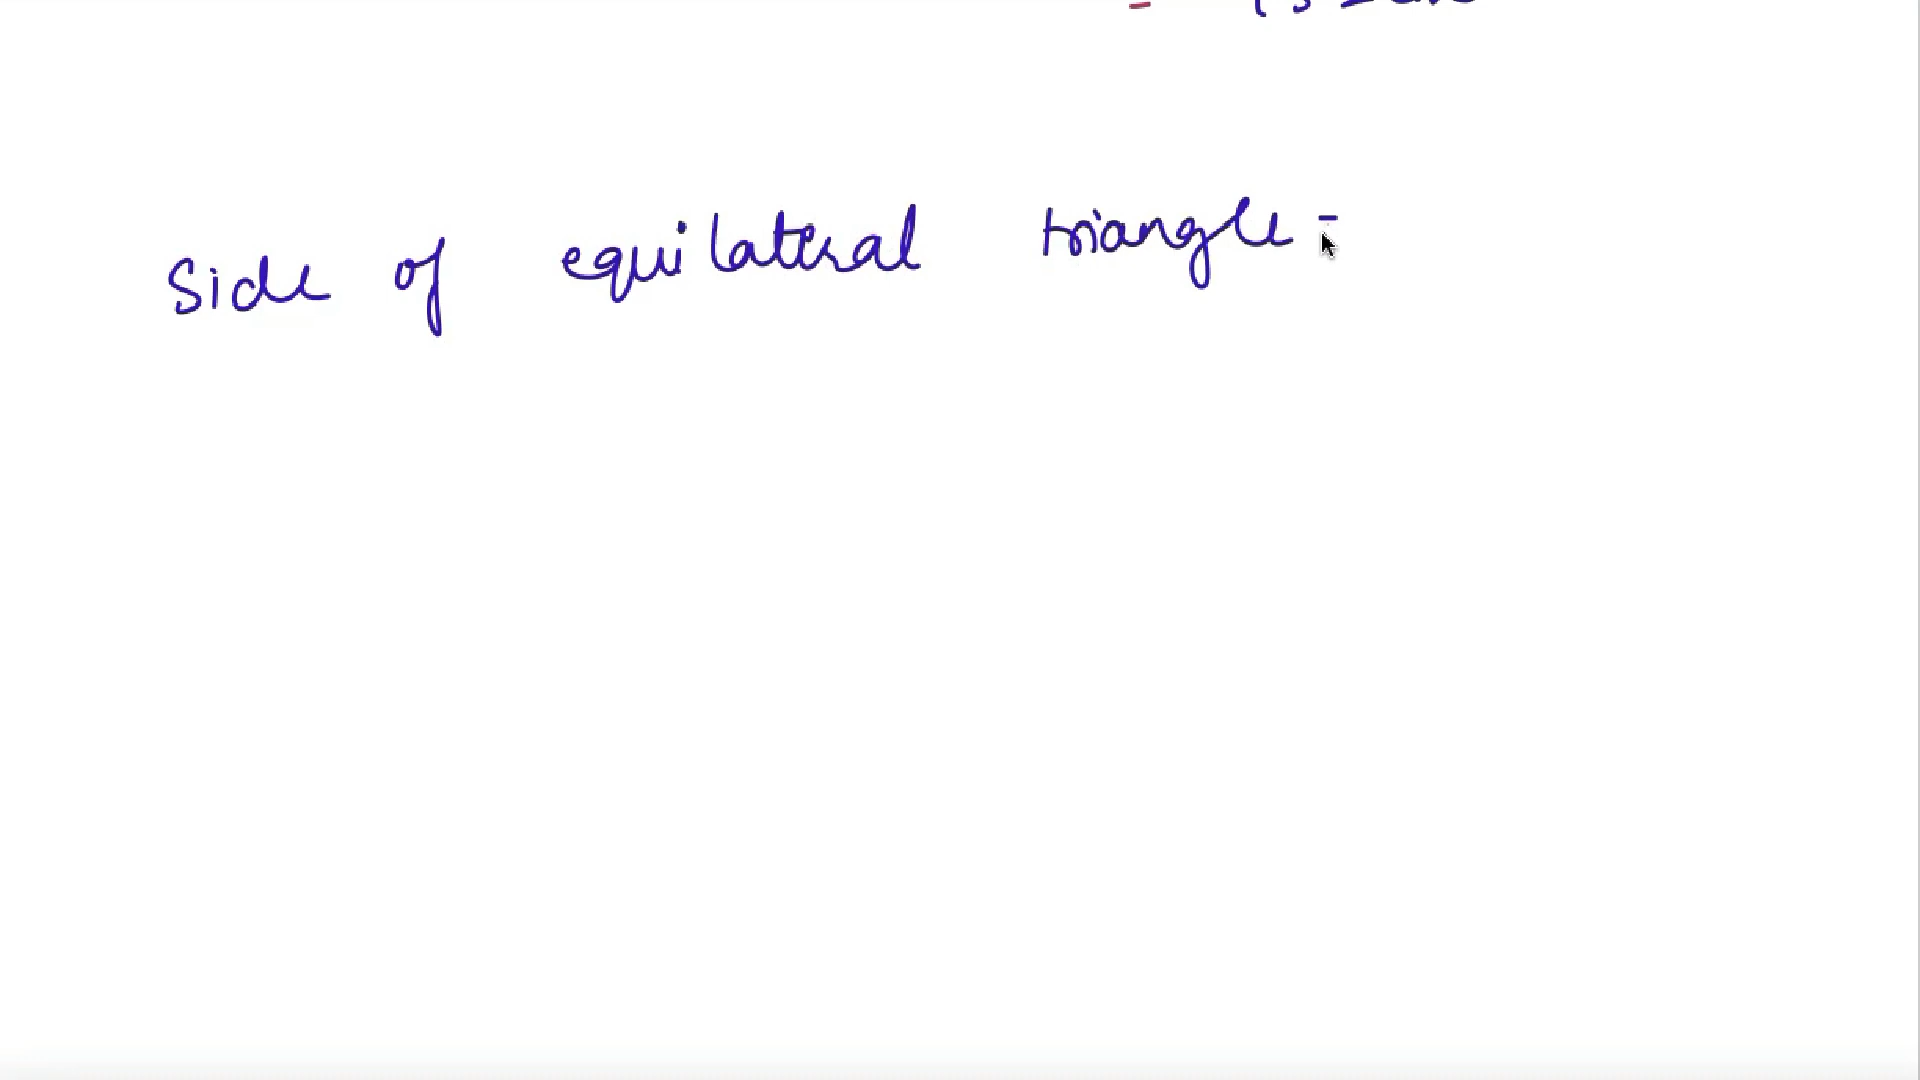 Side of equilateral triangle =